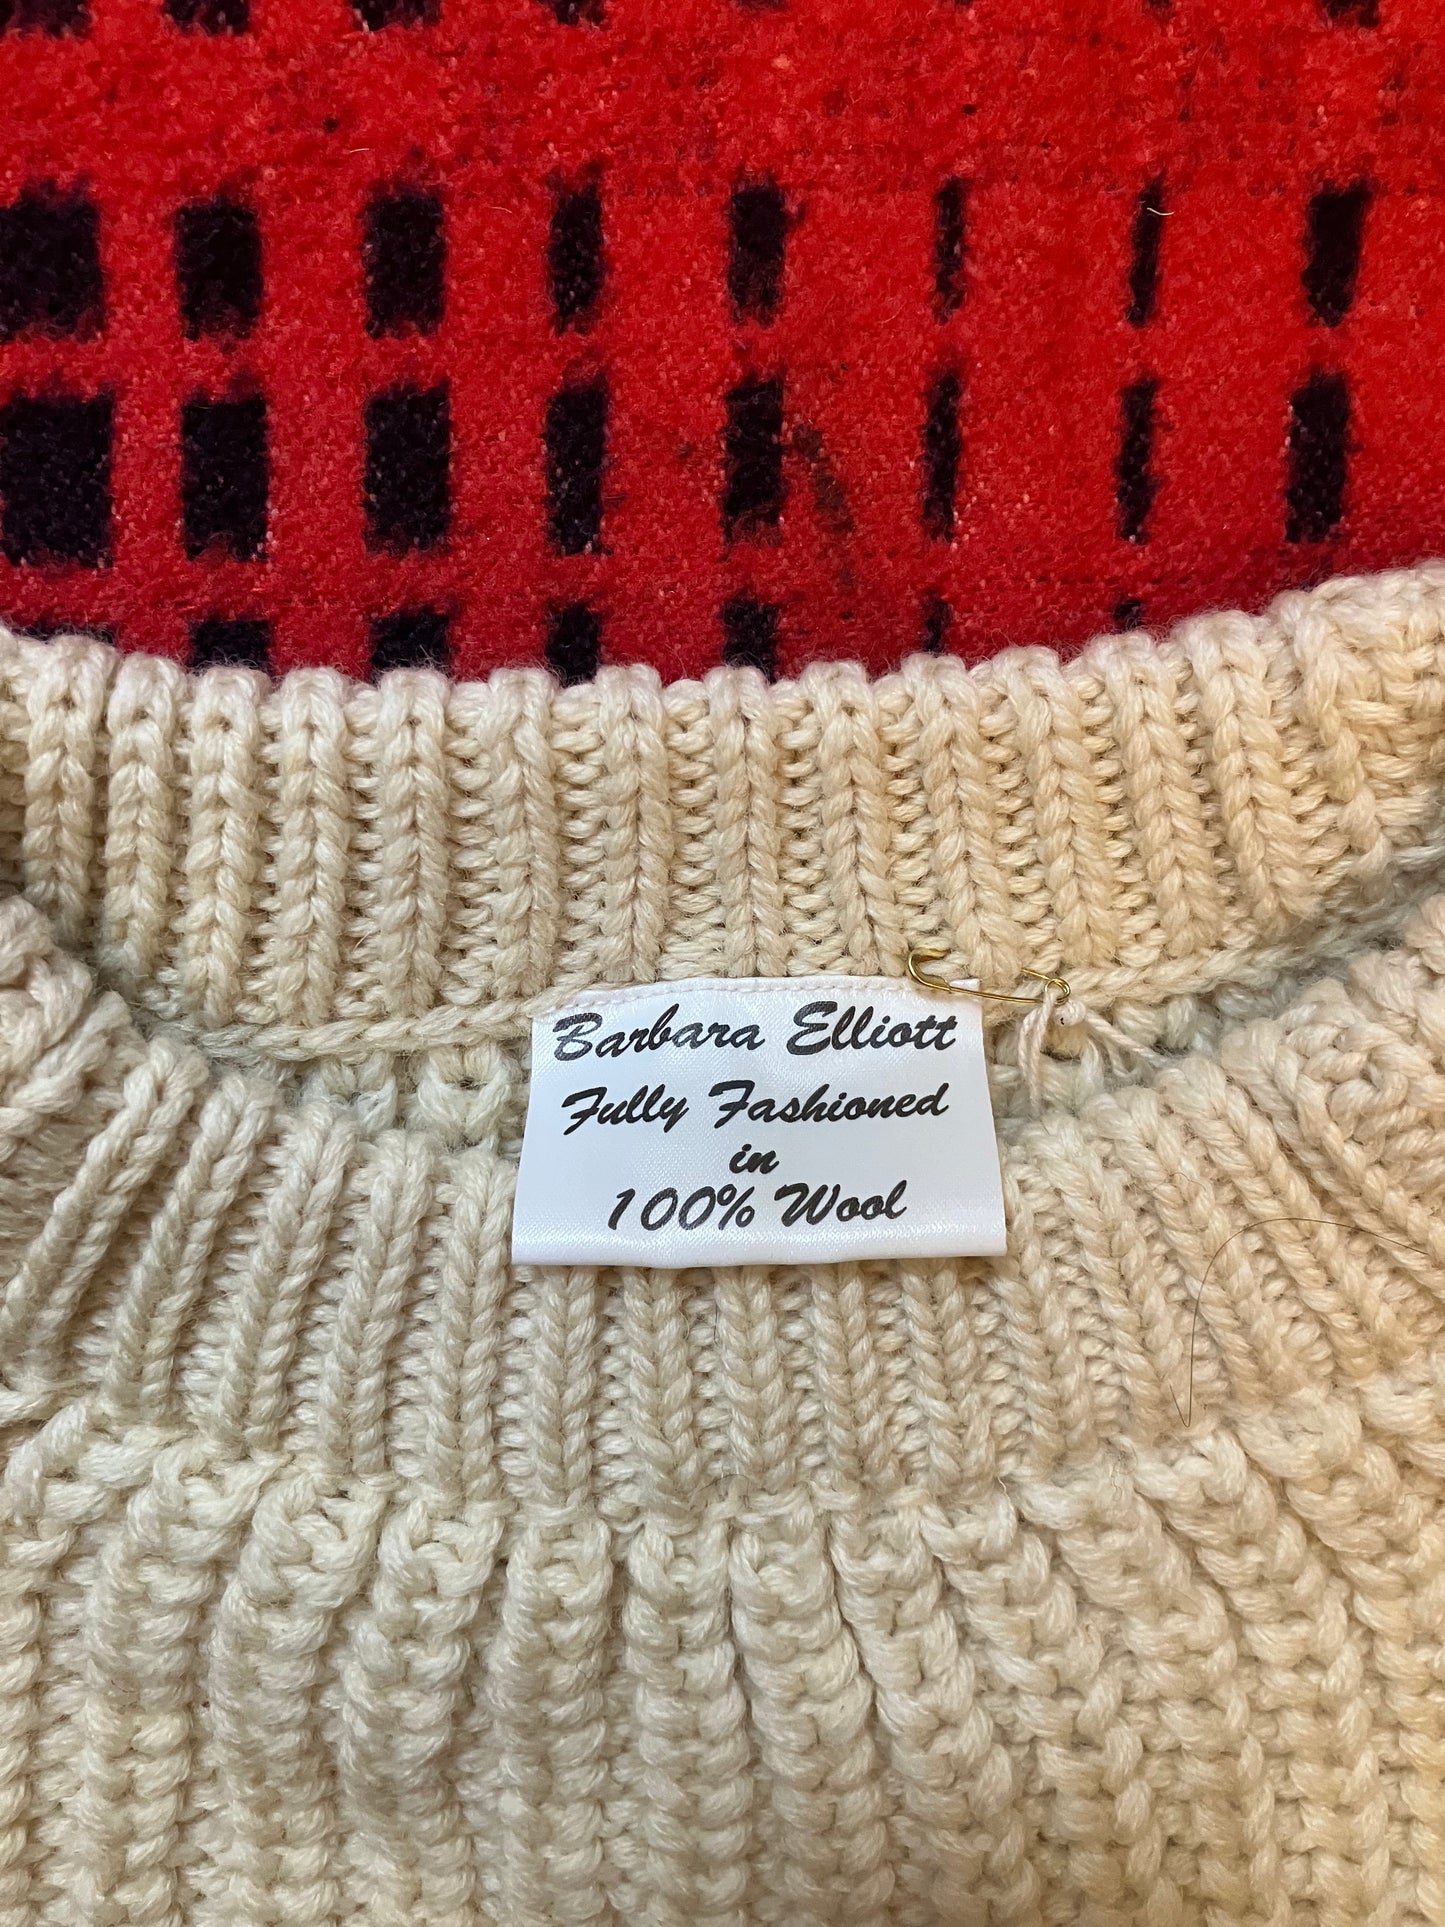 Barbara Elliott
Fully Fashioned
in
100% Wool